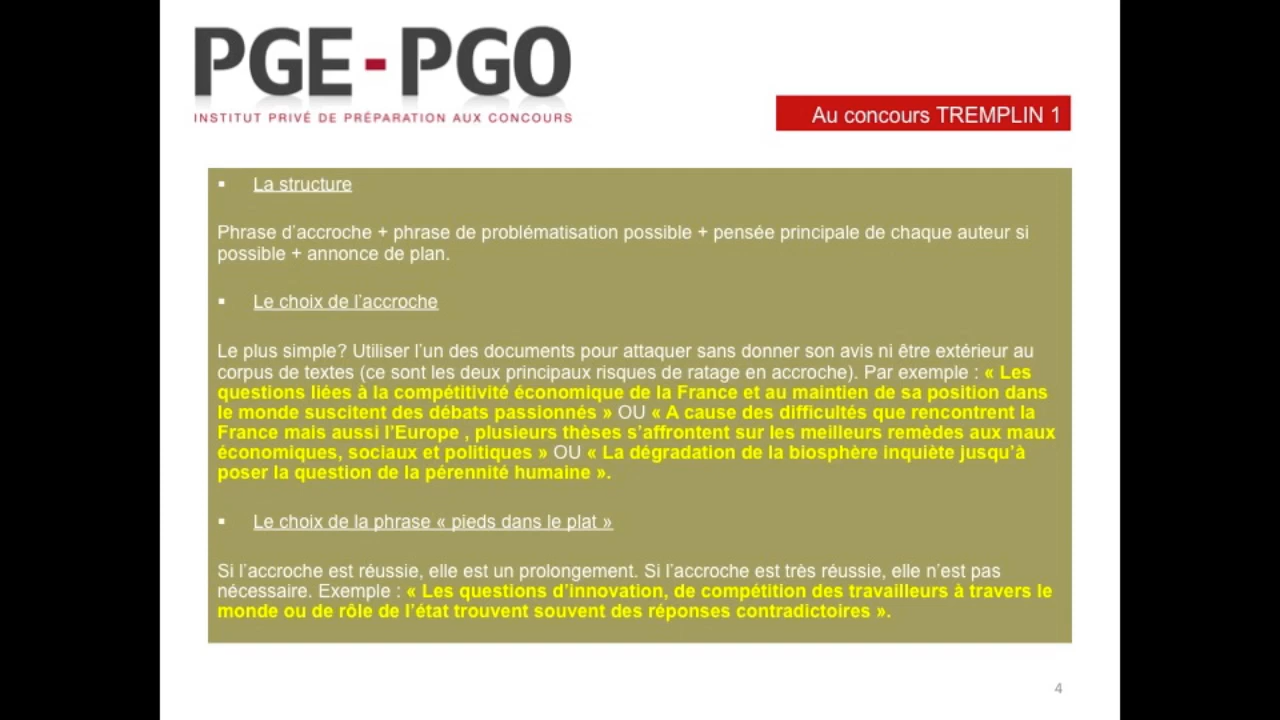 PGE-PGO
INSTITUT PRIVÉ DE PRÉPARATION AUX CONCOURS
Au concours TREMPLIN 1
▪ La structure
Phrase d'accroche + phrase de problématisation possible + pensée principale de chaque auteur si
possible + annonce de plan.
▪ Le choix de l'accroche
Le plus simple? Utiliser l'un des documents pour attaquer sans donner son avis ni être extérieur au
corpus de textes (ce sont les deux principaux risques de ratage en accroche). Par exemple : « Les
questions liées à la compétitivité économique de la France et au maintien de sa position dans
le monde suscitent des débats passionnés » OU « A cause des difficultés que rencontrent la
France mais aussi l'Europe , plusieurs thèses s'affrontent sur les meilleurs remèdes aux maux
économiques, sociaux et politiques » OU « La dégradation de la biosphère inquiète jusqu'à
poser la question de la pérennité humaine ».
▪ Le choix de la phrase « pieds dans le plat »
Si l'accroche est réussie, elle est un prolongement. Si l'accroche est très réussie, elle n'est pas
nécessaire. Exemple : « Les questions d'innovation, de compétition des travailleurs à travers le
monde ou de rôle de l'état trouvent souvent des réponses contradictoires ».
4